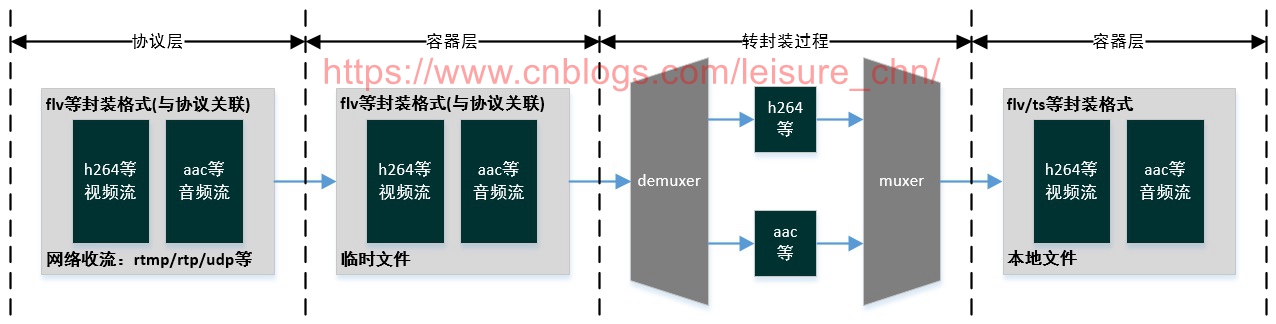 协议层
容器层
转封装过程
容器层
https://www.cnblogs.com/leisure_chn/
flv等封装格式(与协议关联)
h264等
视频流
aac等
音频流
网络收流：rtmp/rtp/udp等
flv等封装格式(与协议关联)
h264等
视频流
aac等
音频流
临时文件
demuxer
h264
等
aac
等
muxer
flv/ts等封装格式
h264等
视频流
aac等
音频流
本地文件